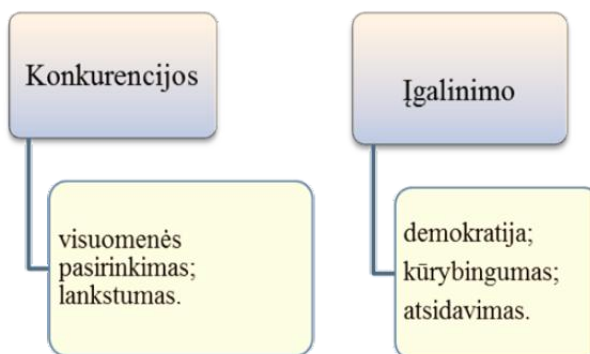 Konkurencijos
visuomenės
pasirinkimas;
lankstumas.
Įgalinimo
demokratija;
kūrybingumas;
atsidavimas.